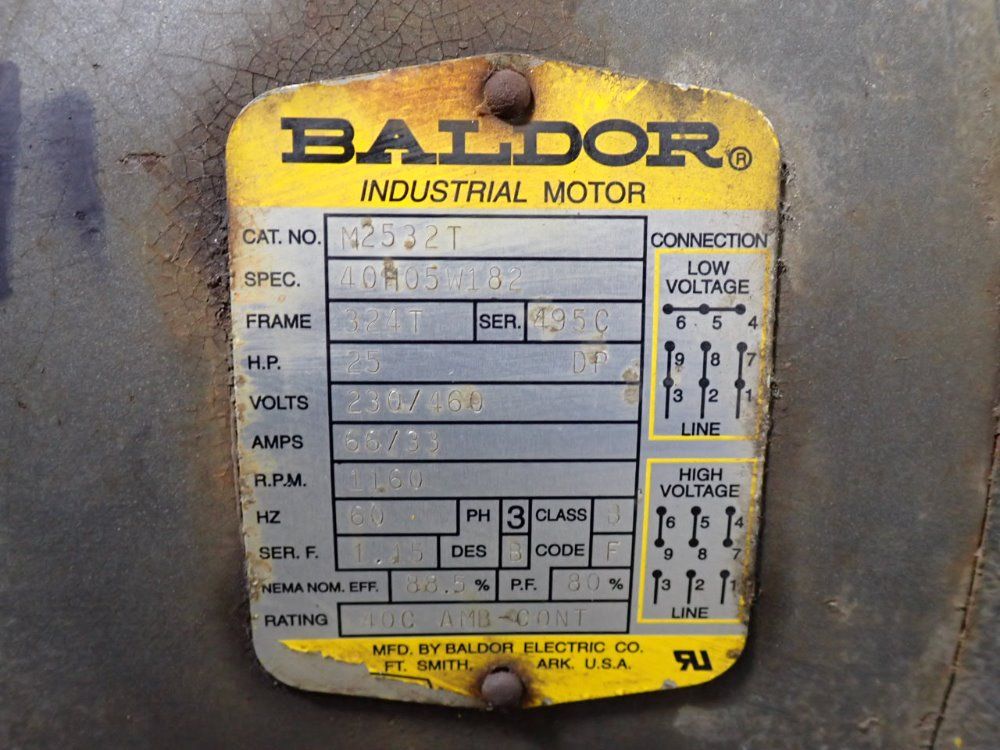 BALDOR®
INDUSTRIAL MOTOR
CAT. NO. M2532T
SPEC. 40H05W182
FRAME 324T SER. 495C
H.P. 25 DP
VOLTS 230/460
AMPS 66/33
R.P.M. 1160
HZ 60 PH 3 CLASS B
SER. F. 1.15 DES B CODE F
NEMA NOM. EFF. 88.5 % P.F. 80 %
RATING 40C AMB-CONT
CONNECTION
LOW
VOLTAGE
6 5 4
9 8 7
3 2 1
LINE
HIGH
VOLTAGE
6 5 4
9 8 7
3 2 1
LINE
MFD. BY BALDOR ELECTRIC CO.
FT. SMITH, ARK. U.S.A.
RU